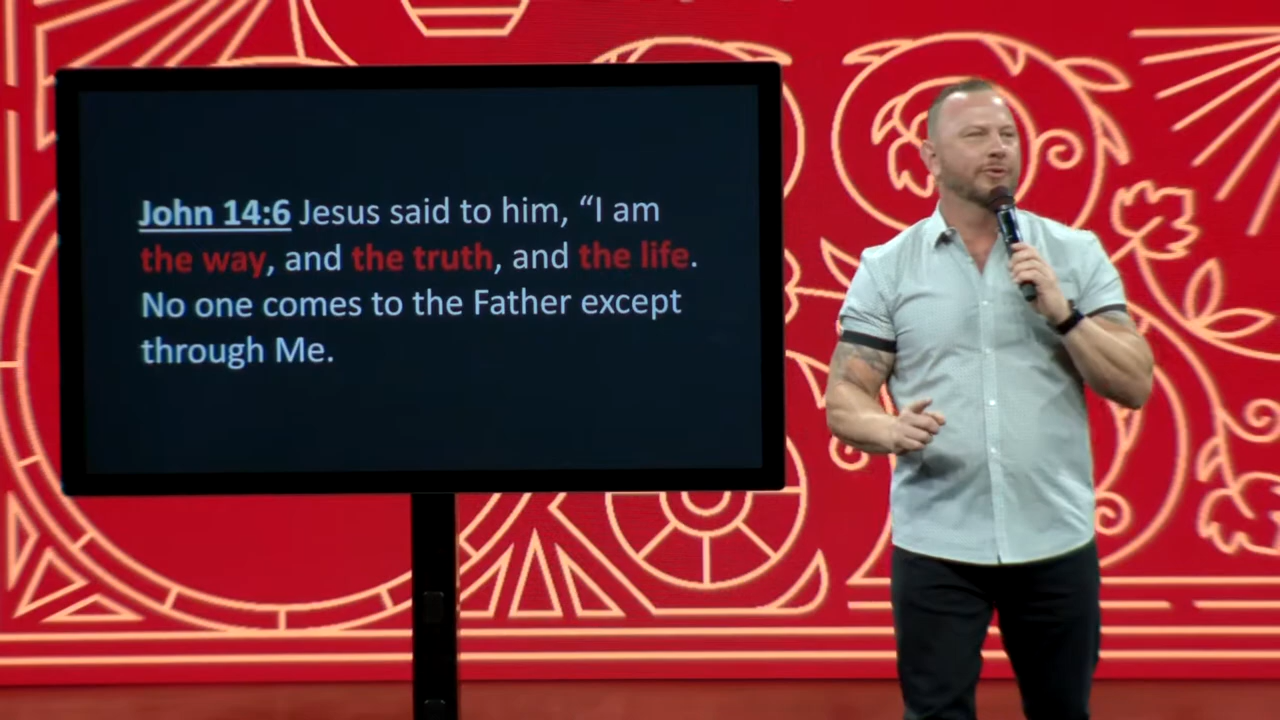 John 14:6 Jesus said to him, “I am
the way, and the truth, and the life.
No one comes to the Father except
through Me.